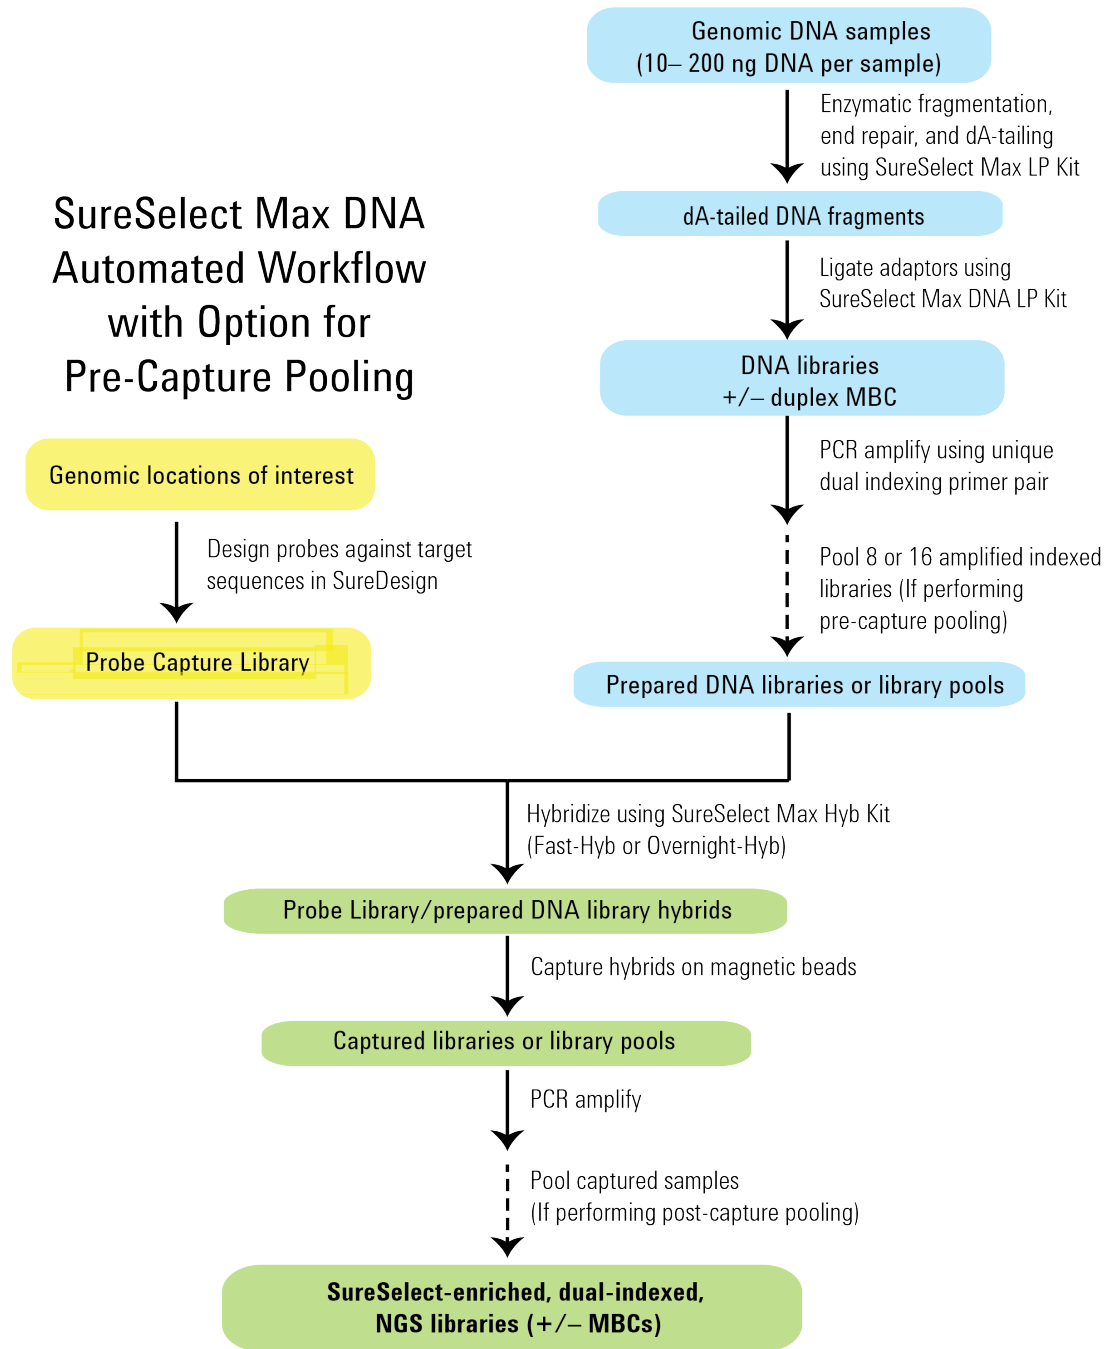 Genomic DNA samples
(10– 200 ng DNA per sample)
Enzymatic fragmentation,
end repair, and dA-tailing
using SureSelect Max LP Kit
SureSelect Max DNA
Automated Workflow
with Option for
Pre-Capture Pooling
dA-tailed DNA fragments
Ligate adaptors using
SureSelect Max DNA LP Kit
DNA libraries
+/– duplex MBC
PCR amplify using unique
dual indexing primer pair
Genomic locations of interest
Design probes against target
sequences in SureDesign
Pool 8 or 16 amplified indexed
libraries (If performing
pre-capture pooling)
Probe Capture Library
Prepared DNA libraries or library pools
Hybridize using SureSelect Max Hyb Kit
(Fast-Hyb or Overnight-Hyb)
Probe Library/prepared DNA library hybrids
Capture hybrids on magnetic beads
Captured libraries or library pools
PCR amplify
Pool captured samples
(If performing post-capture pooling)
SureSelect-enriched, dual-indexed,
NGS libraries (+/– MBCs)